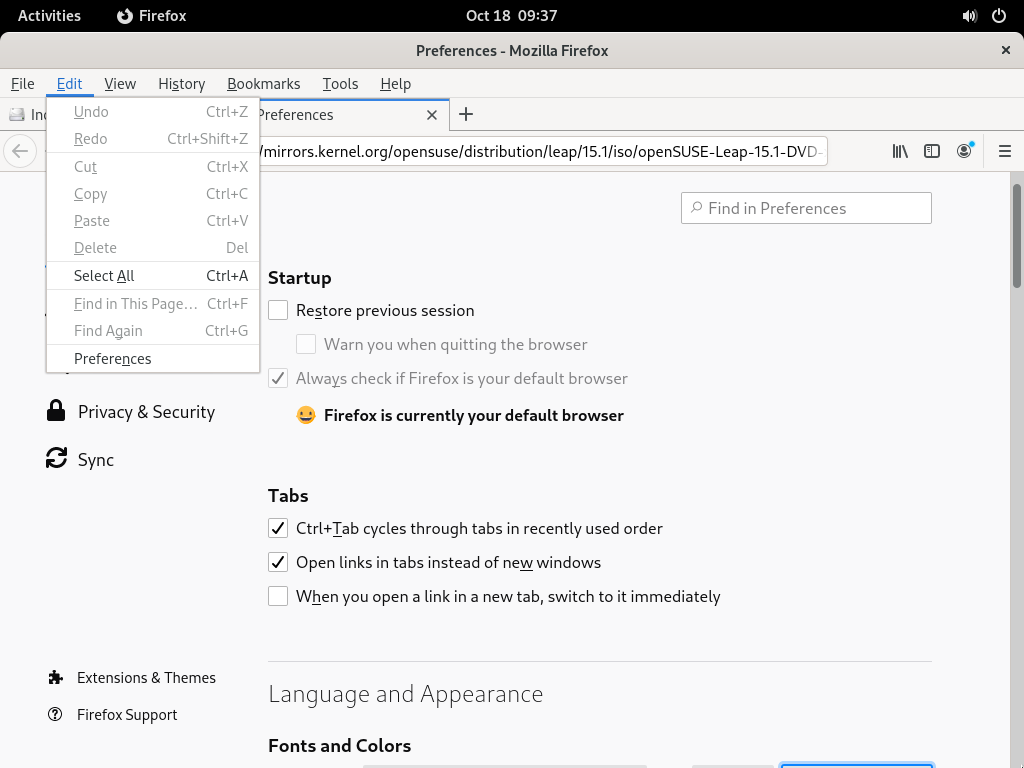 Activities Firefox Oct 18 09:37
Preferences - Mozilla Firefox
File Edit View History Bookmarks Tools Help
Preferences
/mirrors.kernel.org/opensuse/distribution/leap/15.1/iso/openSUSE-Leap-15.1-DVD-
Undo Ctrl+Z
Redo Ctrl+Shift+Z
Cut Ctrl+X
Copy Ctrl+C
Paste Ctrl+V
Delete Del
Select All Ctrl+A
Find in This Page... Ctrl+F
Find Again Ctrl+G
Preferences
Privacy & Security
Sync
Extensions & Themes
Firefox Support
Find in Preferences
Startup
Restore previous session
Warn you when quitting the browser
Always check if Firefox is your default browser
Firefox is currently your default browser
Tabs
Ctrl+Tab cycles through tabs in recently used order
Open links in tabs instead of new windows
When you open a link in a new tab, switch to it immediately
Language and Appearance
Fonts and Colors